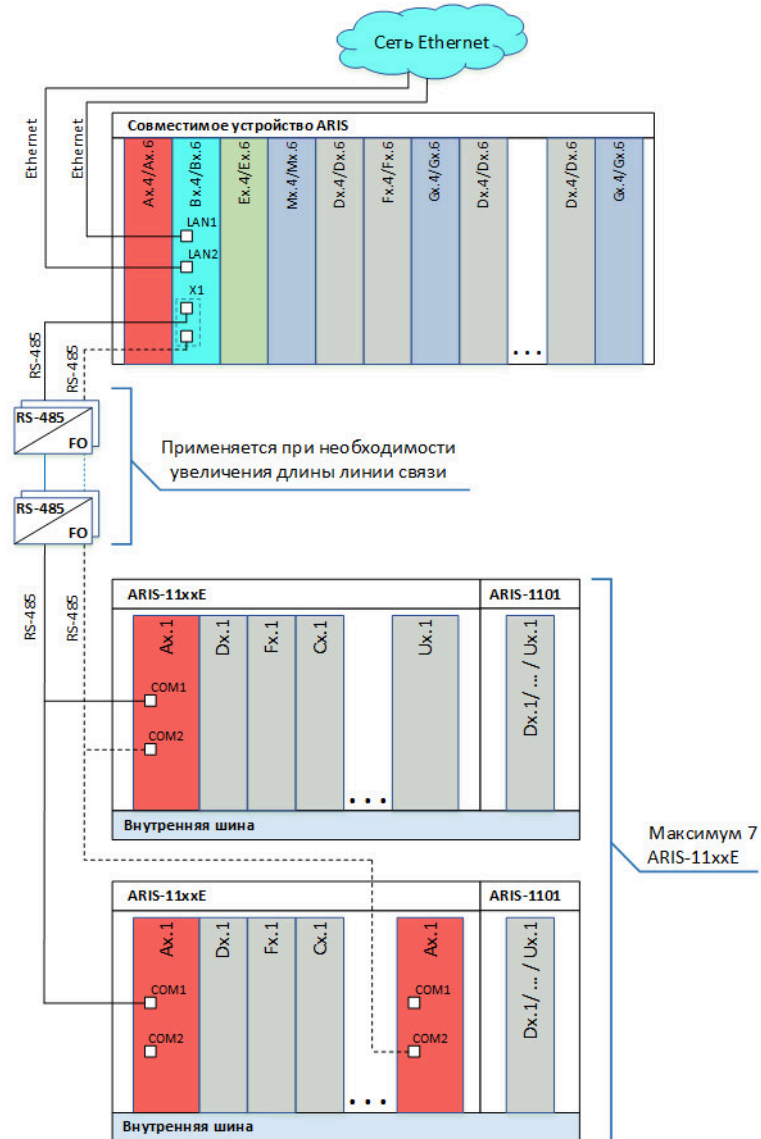 Сеть Ethernet
Ethernet
Ethernet
Совместимое устройство ARIS
Ax.4/Ax.6
Bx.4/Bx.6
Ex.4/Ex.6
Mx.4/Mx.6
Dx.4/Dx.6
Fx.4/Fx.6
Gx.4/Gx.6
Dx.4/Dx.6
...
Dx.4/Dx.6
Gx.4/Gx.6
LAN1
LAN2
X1
RS-485
RS-485
RS-485
FO
Применяется при необходимости
увеличения длины линии связи
RS-485
FO
RS-485
RS-485
ARIS-11xxE
ARIS-1101
Ax.1
Dx.1
Fx.1
Cx.1
Ux.1
Dx.1/ ... / Ux.1
COM1
COM2
...
Внутренняя шина
Максимум 7
ARIS-11xxE
ARIS-11xxE
ARIS-1101
Ax.1
Dx.1
Fx.1
Cx.1
Ax.1
Dx.1/ ... / Ux.1
COM1
COM1
COM2
COM2
...
Внутренняя шина